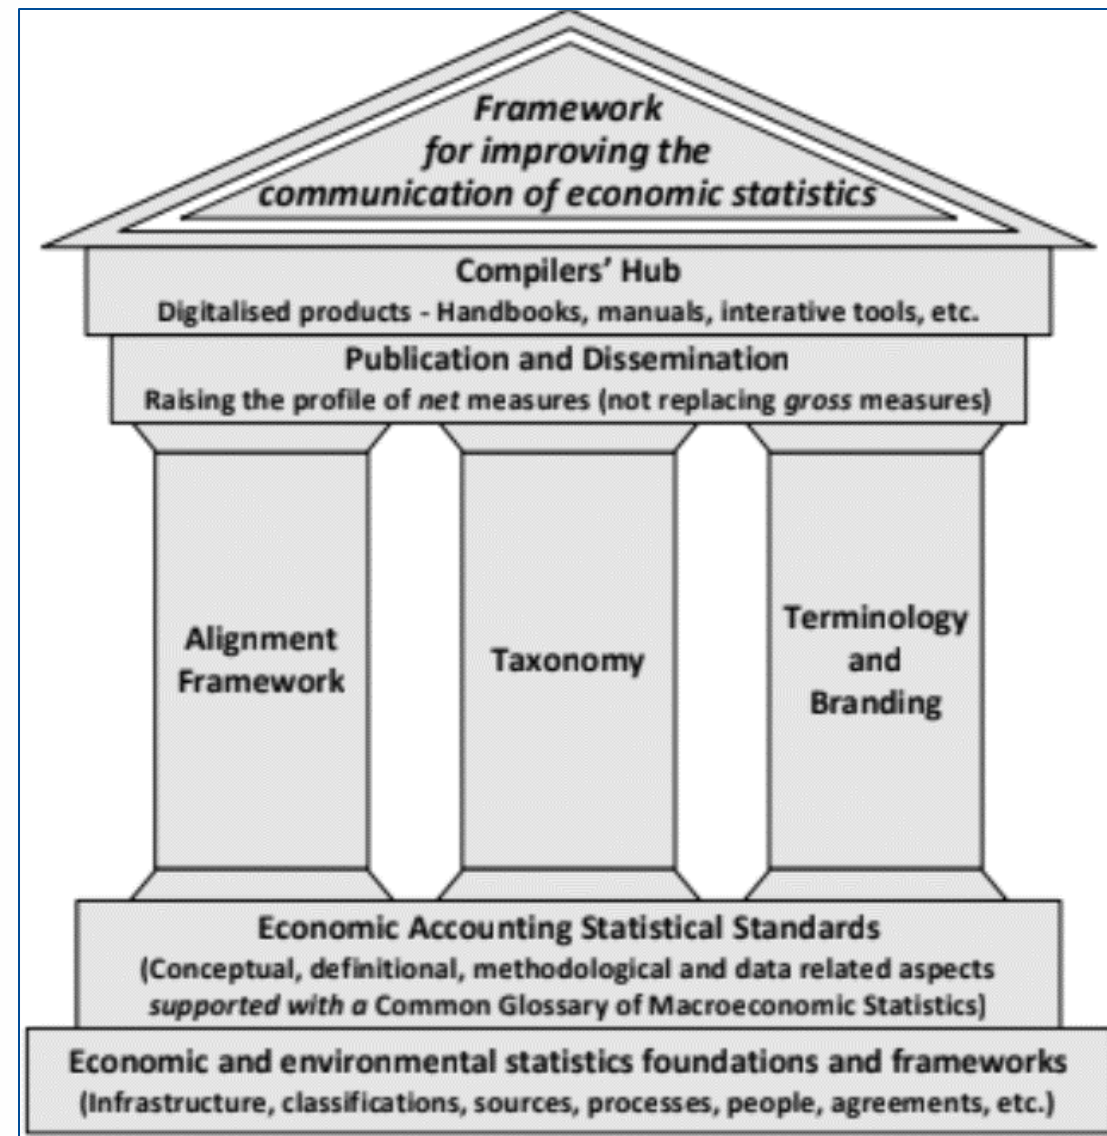 Framework
for improving the
communication of economic statistics
Compilers’ Hub
Digitalised products - Handbooks, manuals, interative tools, etc.
Publication and Dissemination
Raising the profile of net measures (not replacing gross measures)
Alignment
Framework
Taxonomy
Terminology
and
Branding
Economic Accounting Statistical Standards
(Conceptual, definitional, methodological and data related aspects
supported with a Common Glossary of Macroeconomic Statistics)
Economic and environmental statistics foundations and frameworks
(Infrastructure, classifications, sources, processes, people, agreements, etc.)